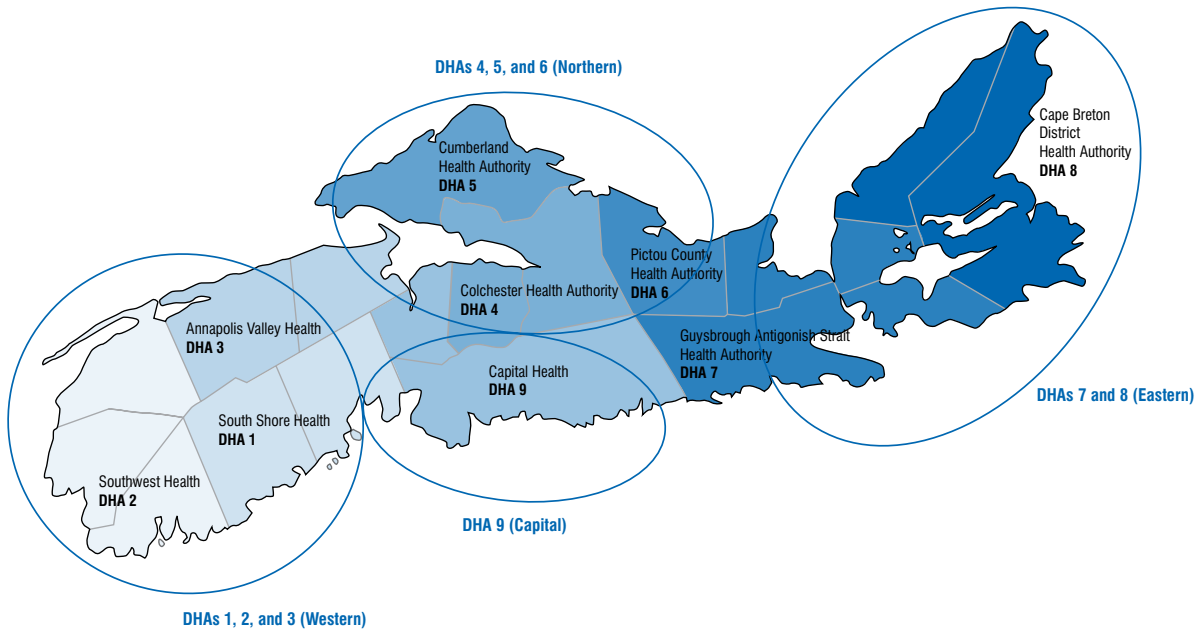 DHAs 4, 5, and 6 (Northern)
Cape Breton
District
Health Authority
DHA 8
Cumberland
Health Authority
DHA 5
Pictou County
Health Authority
DHA 6
Colchester Health Authority
DHA 4
Annapolis Valley Health
DHA 3
Guysbrough Antigonish Strait
Health Authority
DHA 7
Capital Health
DHA 9
DHAs 7 and 8 (Eastern)
South Shore Health
DHA 1
Southwest Health
DHA 2
DHA 9 (Capital)
DHAs 1, 2, and 3 (Western)